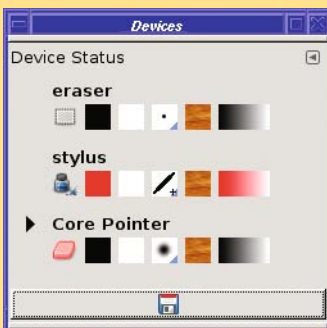 Devices
Device Status
eraser
stylus
Core Pointer